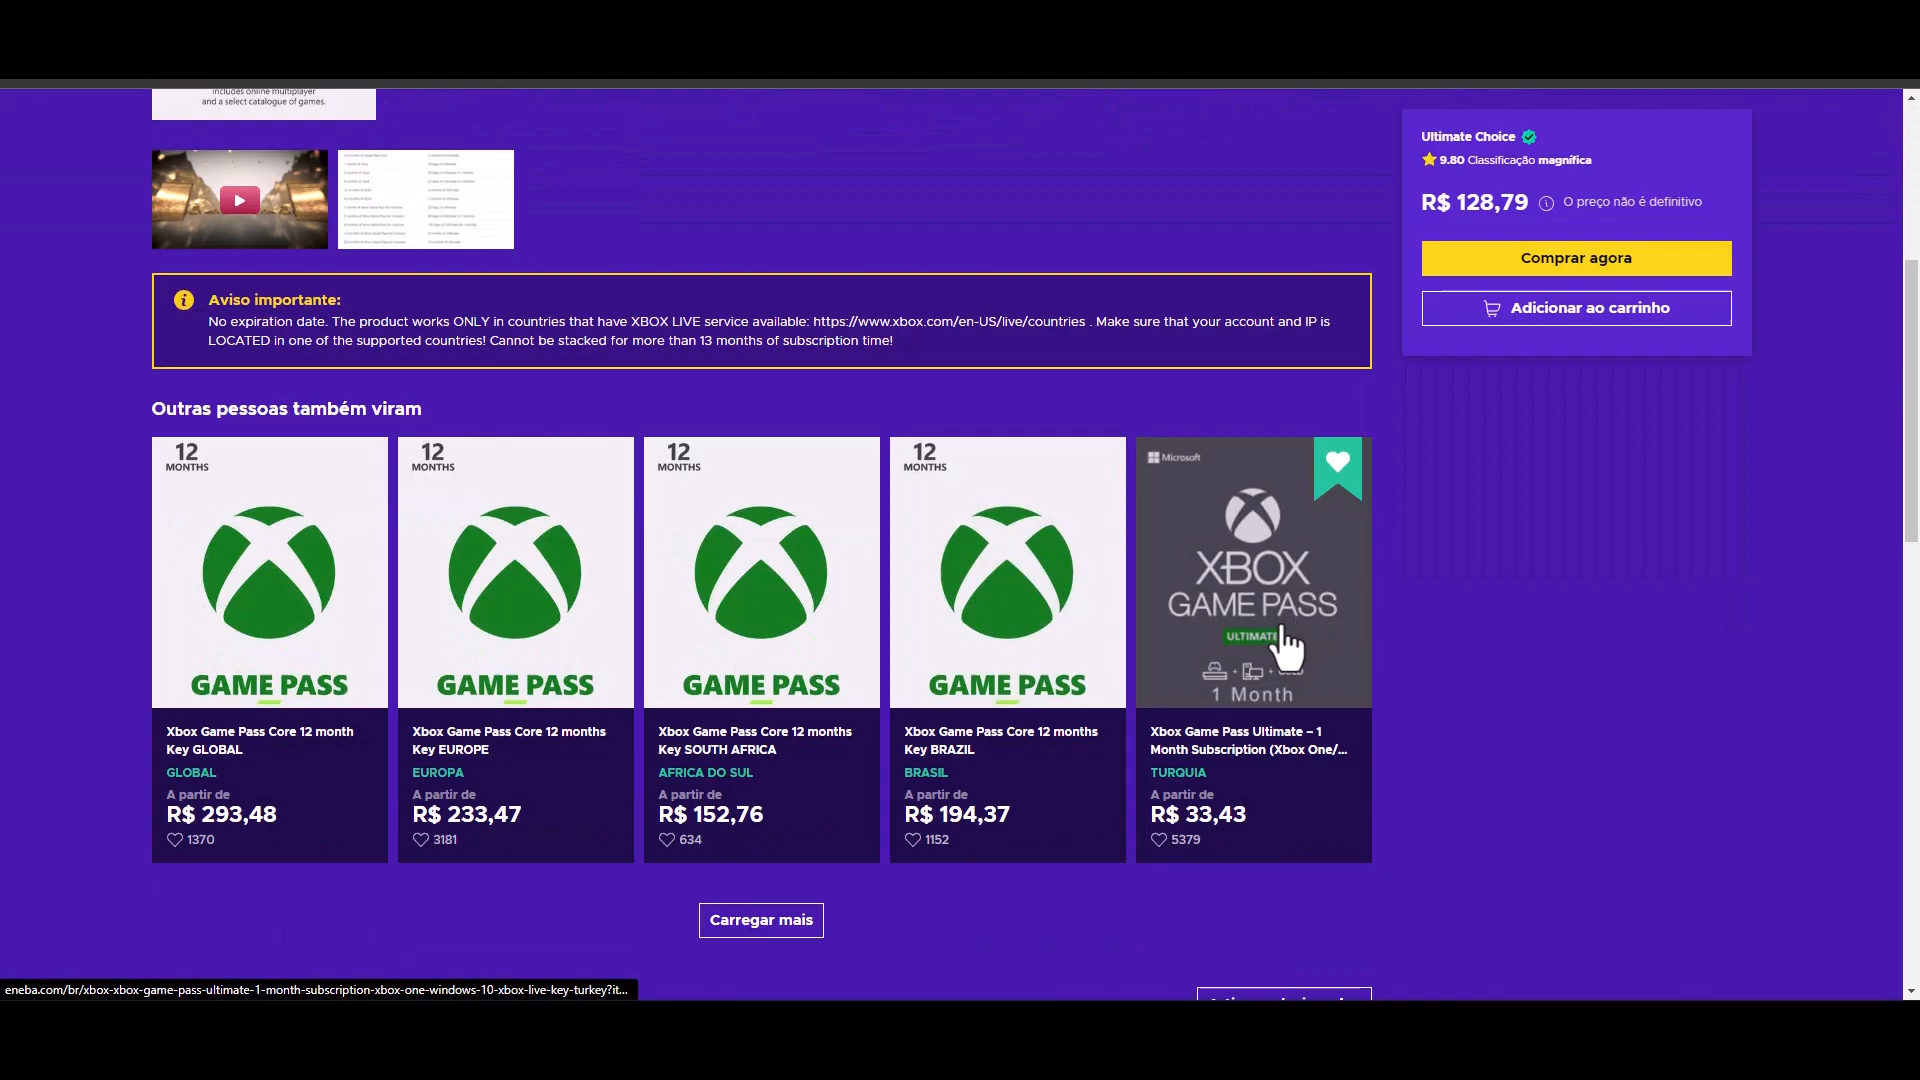 includes online multiplayer
and a select catalogue of games.
Ultimate Choice
9.80 Classificação magnífica
R$ 128,79 O preço não é definitivo
Comprar agora
Adicionar ao carrinho
Aviso importante:
No expiration date. The product works ONLY in countries that have XBOX LIVE service available: https://www.xbox.com/en-US/live/countries . Make sure that your account and IP is
LOCATED in one of the supported countries! Cannot be stacked for more than 13 months of subscription time!
Outras pessoas também viram
12
MONTHS
GAME PASS
Xbox Game Pass Core 12 month
Key GLOBAL
GLOBAL
A partir de
R$ 293,48
1370
12
MONTHS
GAME PASS
Xbox Game Pass Core 12 months
Key EUROPE
EUROPA
A partir de
R$ 233,47
3181
12
MONTHS
GAME PASS
Xbox Game Pass Core 12 months
Key SOUTH AFRICA
AFRICA DO SUL
A partir de
R$ 152,76
634
12
MONTHS
GAME PASS
Xbox Game Pass Core 12 months
Key BRAZIL
BRASIL
A partir de
R$ 194,37
1152
Microsoft
XBOX
GAME PASS
ULTIMATE
1 Month
Xbox Game Pass Ultimate – 1
Month Subscription (Xbox One/...
TURQUIA
A partir de
R$ 33,43
5379
Carregar mais
eneba.com/br/xbox-xbox-game-pass-ultimate-1-month-subscription-xbox-one-windows-10-xbox-live-key-turkey?it...